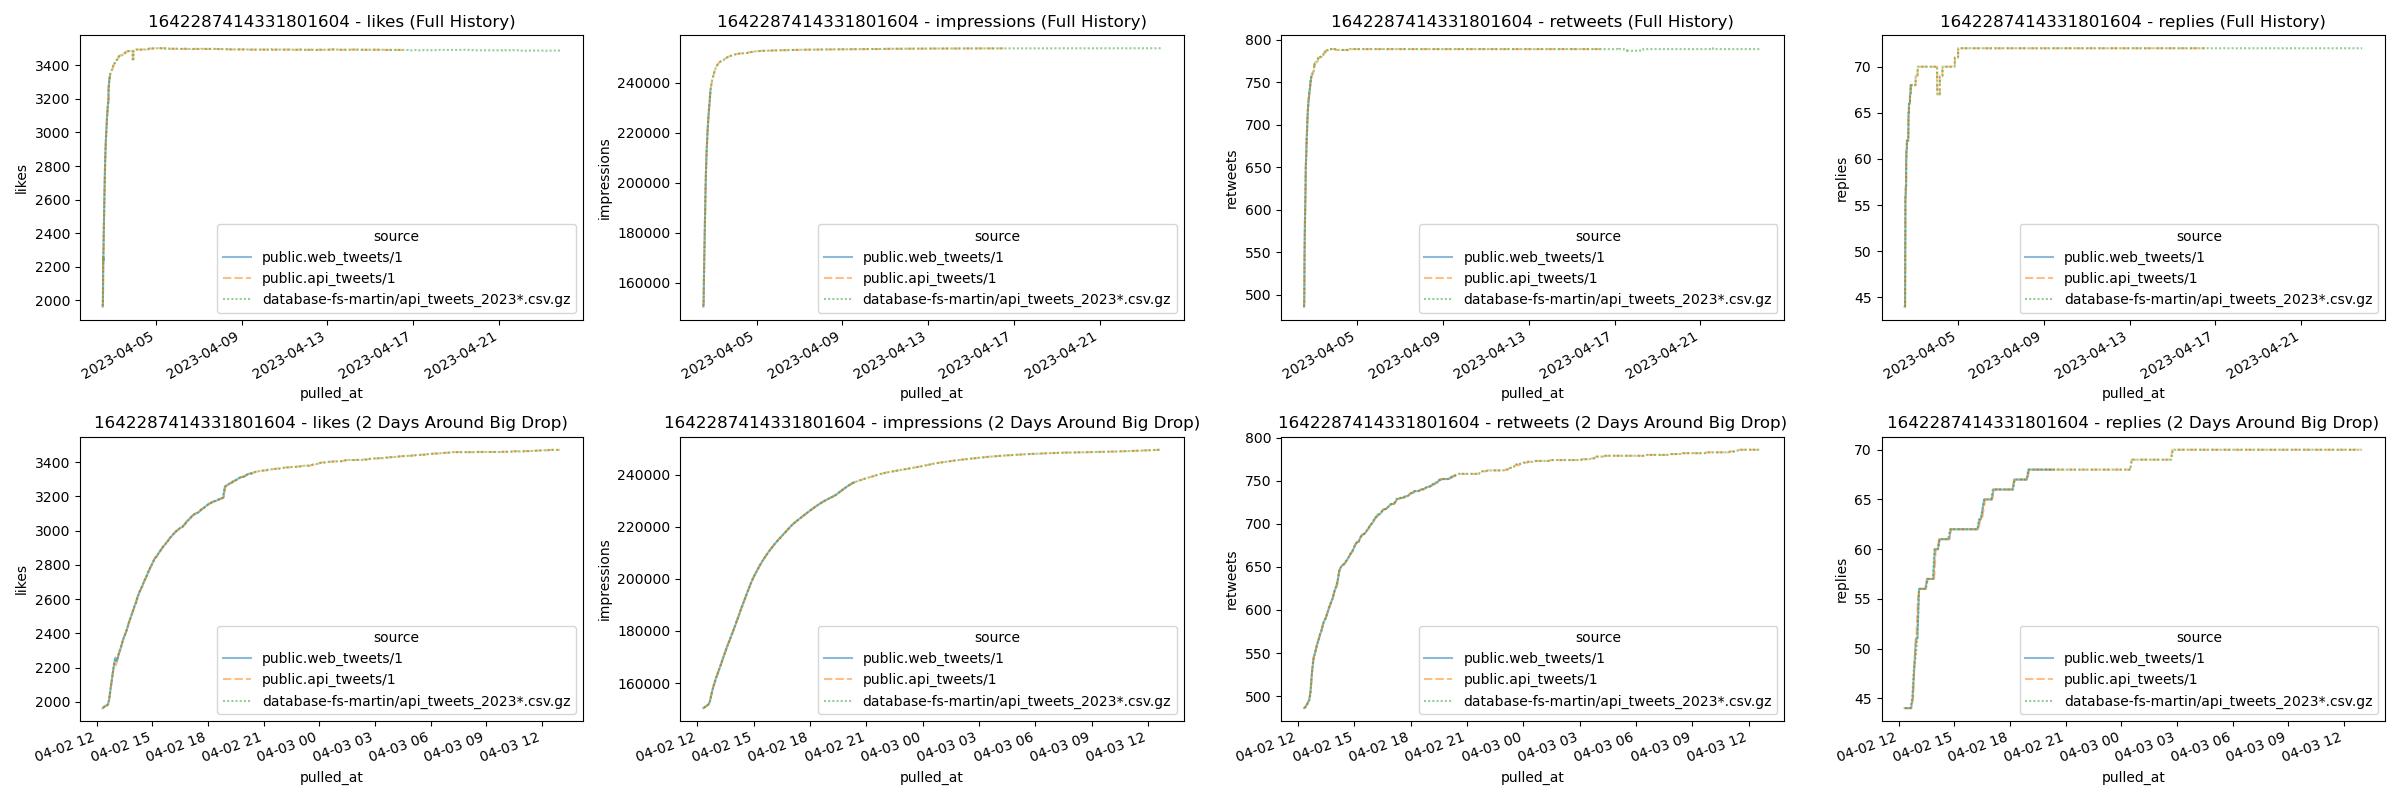 1642287414331801604 - likes (Full History)
3400
3200
3000
2800
2600
2400
2200
2000
likes
source
public.web_tweets/1
public.api_tweets/1
database-fs-martin/api_tweets_2023*.csv.gz
2023-04-05
2023-04-09
2023-04-13
2023-04-17
2023-04-21
pulled_at
1642287414331801604 - impressions (Full History)
240000
220000
200000
180000
160000
impressions
source
public.web_tweets/1
public.api_tweets/1
database-fs-martin/api_tweets_2023*.csv.gz
2023-04-05
2023-04-09
2023-04-13
2023-04-17
2023-04-21
pulled_at
1642287414331801604 - retweets (Full History)
800
750
700
650
600
550
500
retweets
source
public.web_tweets/1
public.api_tweets/1
database-fs-martin/api_tweets_2023*.csv.gz
2023-04-05
2023-04-09
2023-04-13
2023-04-17
2023-04-21
pulled_at
1642287414331801604 - replies (Full History)
70
65
60
55
50
45
replies
source
public.web_tweets/1
public.api_tweets/1
database-fs-martin/api_tweets_2023*.csv.gz
2023-04-05
2023-04-09
2023-04-13
2023-04-17
2023-04-21
pulled_at
1642287414331801604 - likes (2 Days Around Big Drop)
3400
3200
3000
2800
2600
2400
2200
2000
likes
source
public.web_tweets/1
public.api_tweets/1
database-fs-martin/api_tweets_2023*.csv.gz
04-02 12
04-02 15
04-02 18
04-02 21
04-03 00
04-03 03
04-03 06
04-03 09
04-03 12
pulled_at
1642287414331801604 - impressions (2 Days Around Big Drop)
240000
220000
200000
180000
160000
impressions
source
public.web_tweets/1
public.api_tweets/1
database-fs-martin/api_tweets_2023*.csv.gz
04-02 12
04-02 15
04-02 18
04-02 21
04-03 00
04-03 03
04-03 06
04-03 09
04-03 12
pulled_at
1642287414331801604 - retweets (2 Days Around Big Drop)
800
750
700
650
600
550
500
retweets
source
public.web_tweets/1
public.api_tweets/1
database-fs-martin/api_tweets_2023*.csv.gz
04-02 12
04-02 15
04-02 18
04-02 21
04-03 00
04-03 03
04-03 06
04-03 09
04-03 12
pulled_at
1642287414331801604 - replies (2 Days Around Big Drop)
70
65
60
55
50
45
replies
source
public.web_tweets/1
public.api_tweets/1
database-fs-martin/api_tweets_2023*.csv.gz
04-02 12
04-02 15
04-02 18
04-02 21
04-03 00
04-03 03
04-03 06
04-03 09
04-03 12
pulled_at